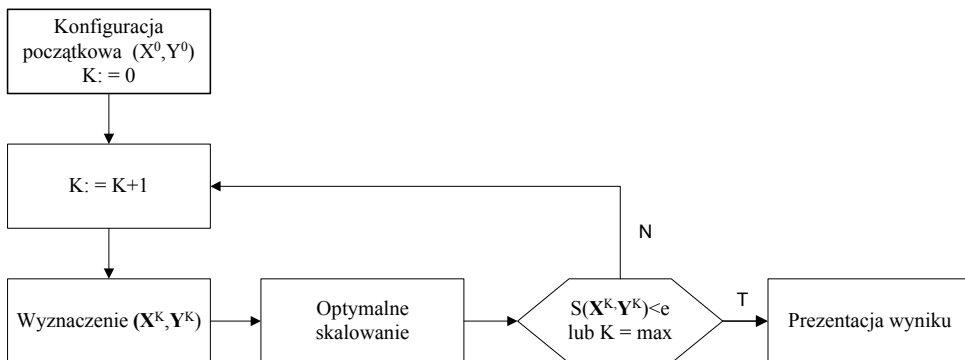 Konfiguracja
początkowa (X⁰,Y⁰)
K: = 0
K: = K+1
N
Wyznaczenie (Xᴷ,Yᴷ)
Optymalne
skalowanie
S(Xᴷ,Yᴷ)<e
lub K = max
T
Prezentacja wyniku